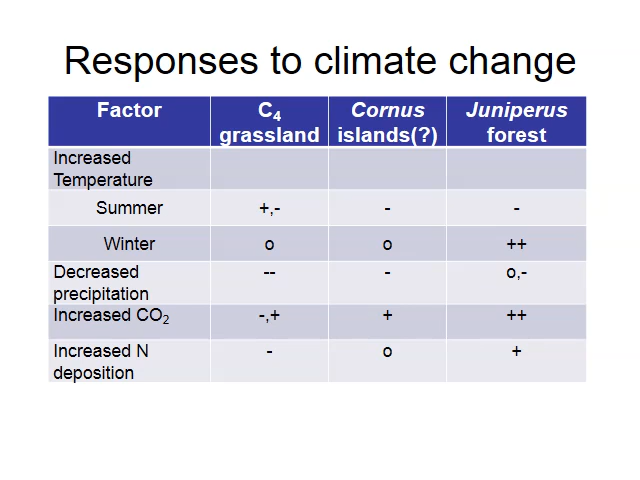 Responses to climate change
Factor C4 Cornus Juniperus
grassland islands(?) forest
Increased
Temperature
Summer +,- - -
Winter o o ++
Decreased -- - o,-
precipitation
Increased CO2 -,+ + ++
Increased N - o +
deposition